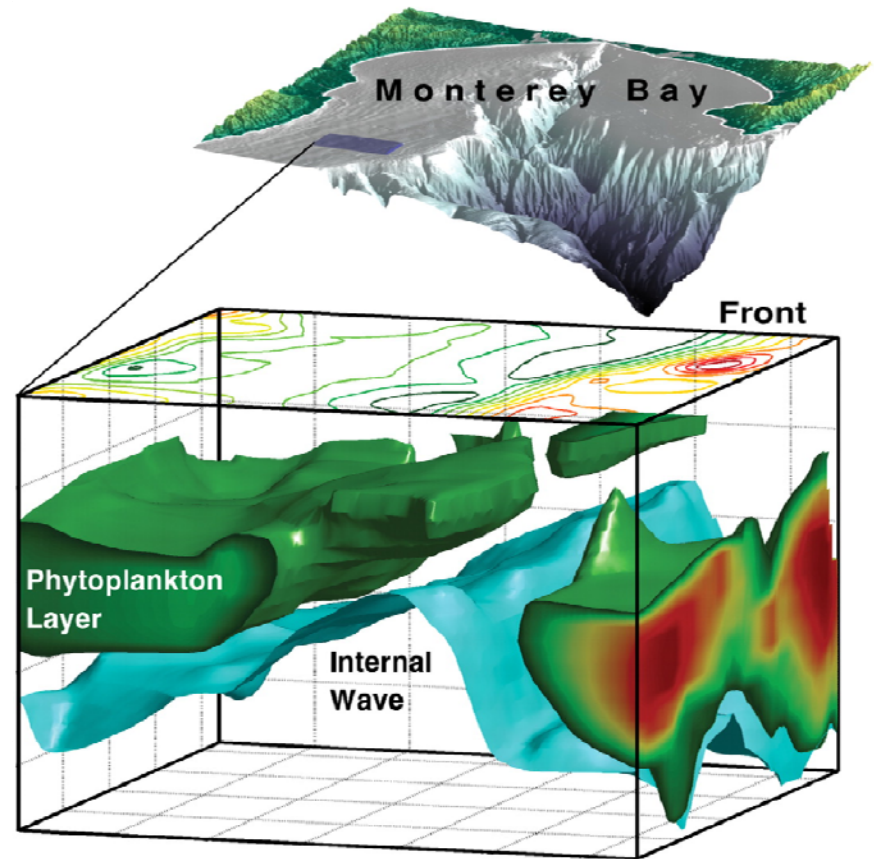 Monterey Bay
Front
Phytoplankton
Layer
Internal
Wave